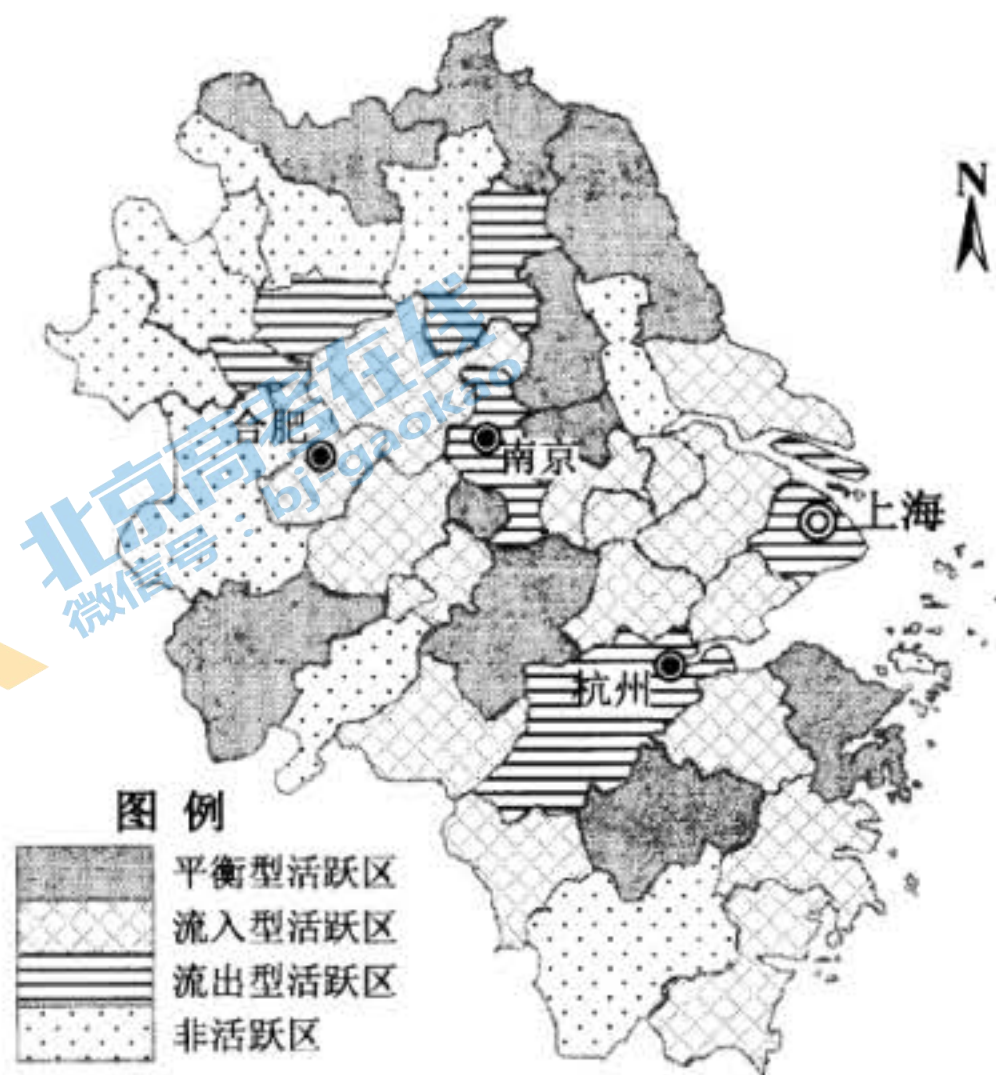 N
北京高考在线
微信号：bj-gaokao
合肥
南京
上海
杭州
图 例
平衡型活跃区
流入型活跃区
流出型活跃区
非活跃区